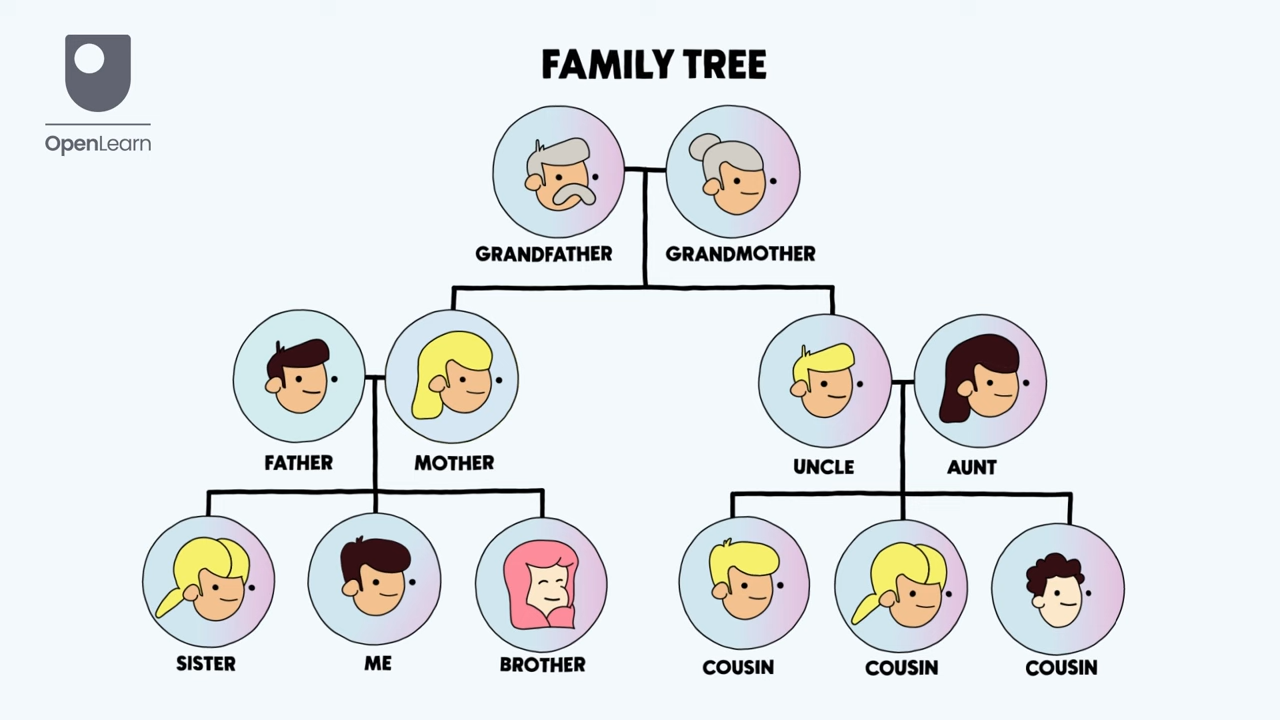 FAMILY TREE
OpenLearn
GRANDFATHER
GRANDMOTHER
FATHER
MOTHER
UNCLE
AUNT
SISTER
ME
BROTHER
COUSIN
COUSIN
COUSIN